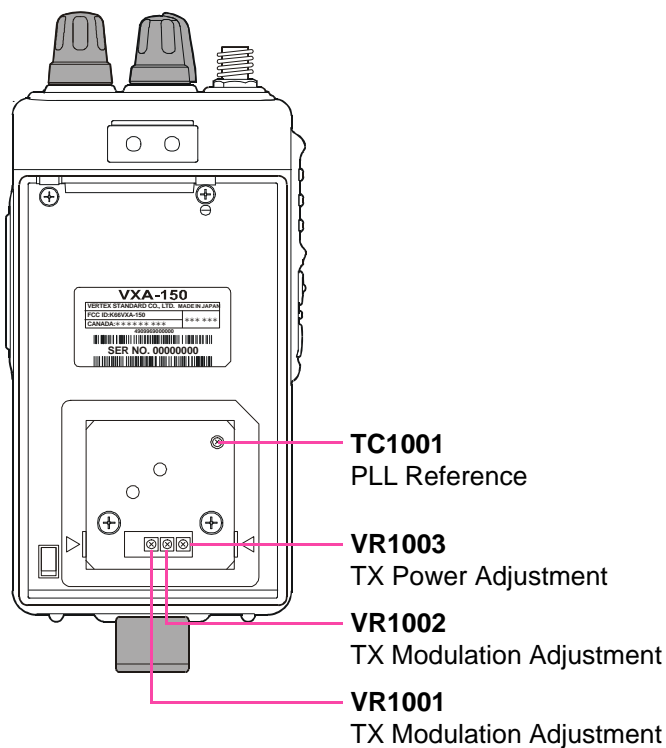 VXA-150
VERTEX STANDARD CO., LTD. MADE IN JAPAN
FCC ID:K66VXA-150
CANADA:****** ***
*** ***
4909969000000
SER NO. 00000000
TC1001
PLL Reference
VR1003
TX Power Adjustment
VR1002
TX Modulation Adjustment
VR1001
TX Modulation Adjustment